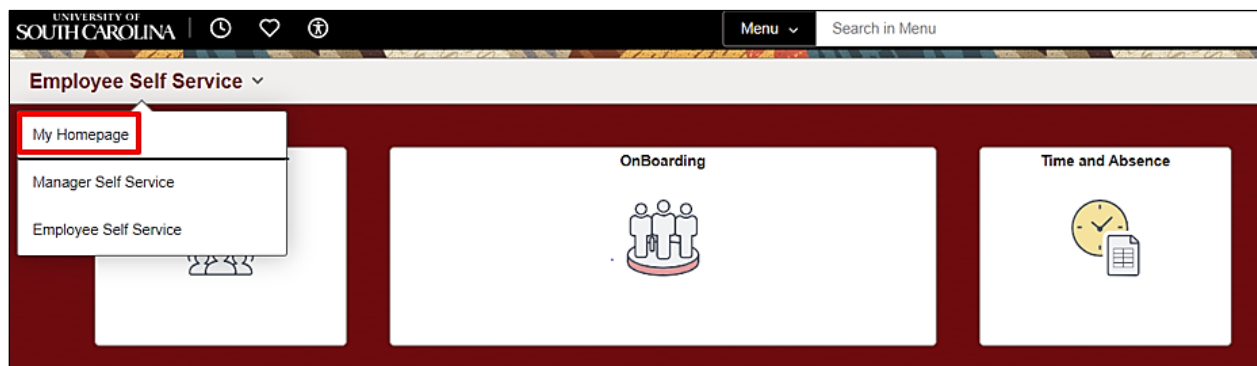 UNIVERSITY OF
SOUTH CAROLINA
Menu
Search in Menu
Employee Self Service
My Homepage
Manager Self Service
Employee Self Service
OnBoarding
Time and Absence